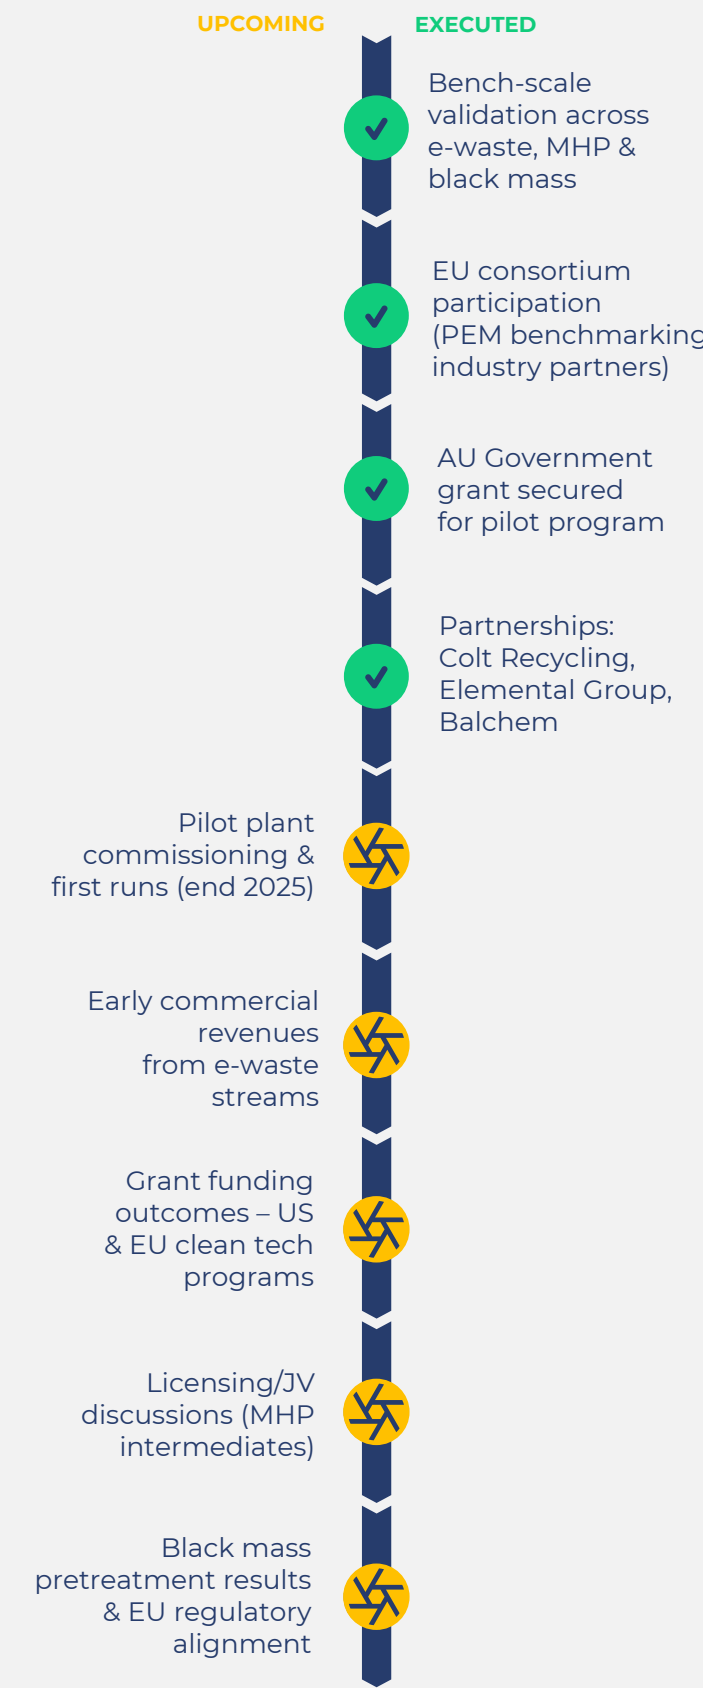 UPCOMING
EXECUTED
Bench-scale
validation across
e-waste, MHP &
black mass
EU consortium
participation
(PEM benchmarking
industry partners)
AU Government
grant secured
for pilot program
Partnerships:
Colt Recycling,
Elemental Group,
Balchem
Pilot plant
commissioning &
first runs (end 2025)
Early commercial
revenues
from e-waste
streams
Grant funding
outcomes – US
& EU clean tech
programs
Licensing/JV
discussions (MHP
intermediates)
Black mass
pretreatment results
& EU regulatory
alignment